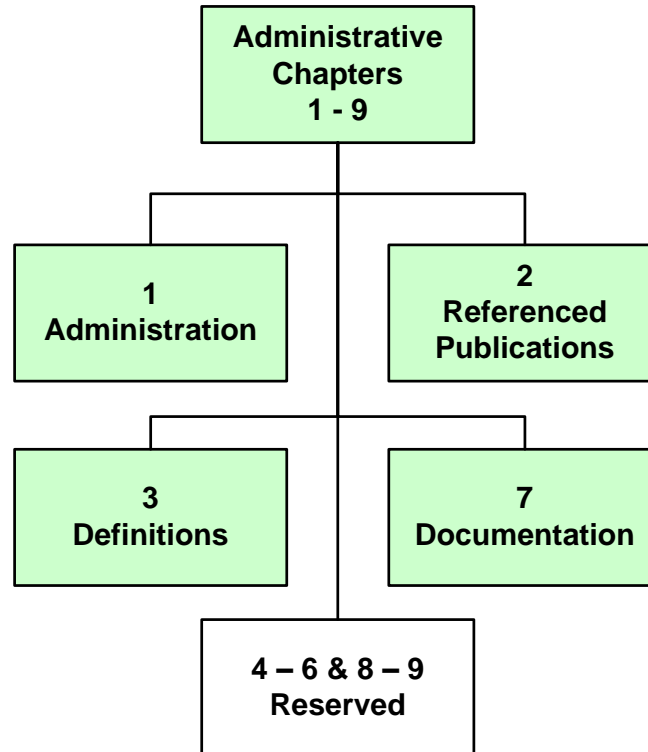 Administrative
Chapters
1 - 9
1
Administration
2
Referenced
Publications
3
Definitions
7
Documentation
4 – 6 & 8 – 9
Reserved